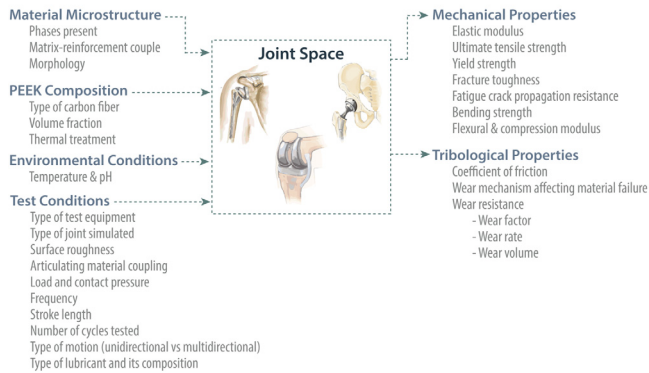 Material Microstructure
Phases present
Matrix-reinforcement couple
Morphology
PEEK Composition
Type of carbon fiber
Volume fraction
Thermal treatment
Environmental Conditions
Temperature & pH
Test Conditions
Type of test equipment
Type of joint simulated
Surface roughness
Articulating material coupling
Load and contact pressure
Frequency
Stroke length
Number of cycles tested
Type of motion (unidirectional vs multidirectional)
Type of lubricant and its composition
Joint Space
Mechanical Properties
Elastic modulus
Ultimate tensile strength
Yield strength
Fracture toughness
Fatigue crack propagation resistance
Bending strength
Flexural & compression modulus
Tribological Properties
Coefficient of friction
Wear mechanism affecting material failure
Wear resistance
- Wear factor
- Wear rate
- Wear volume